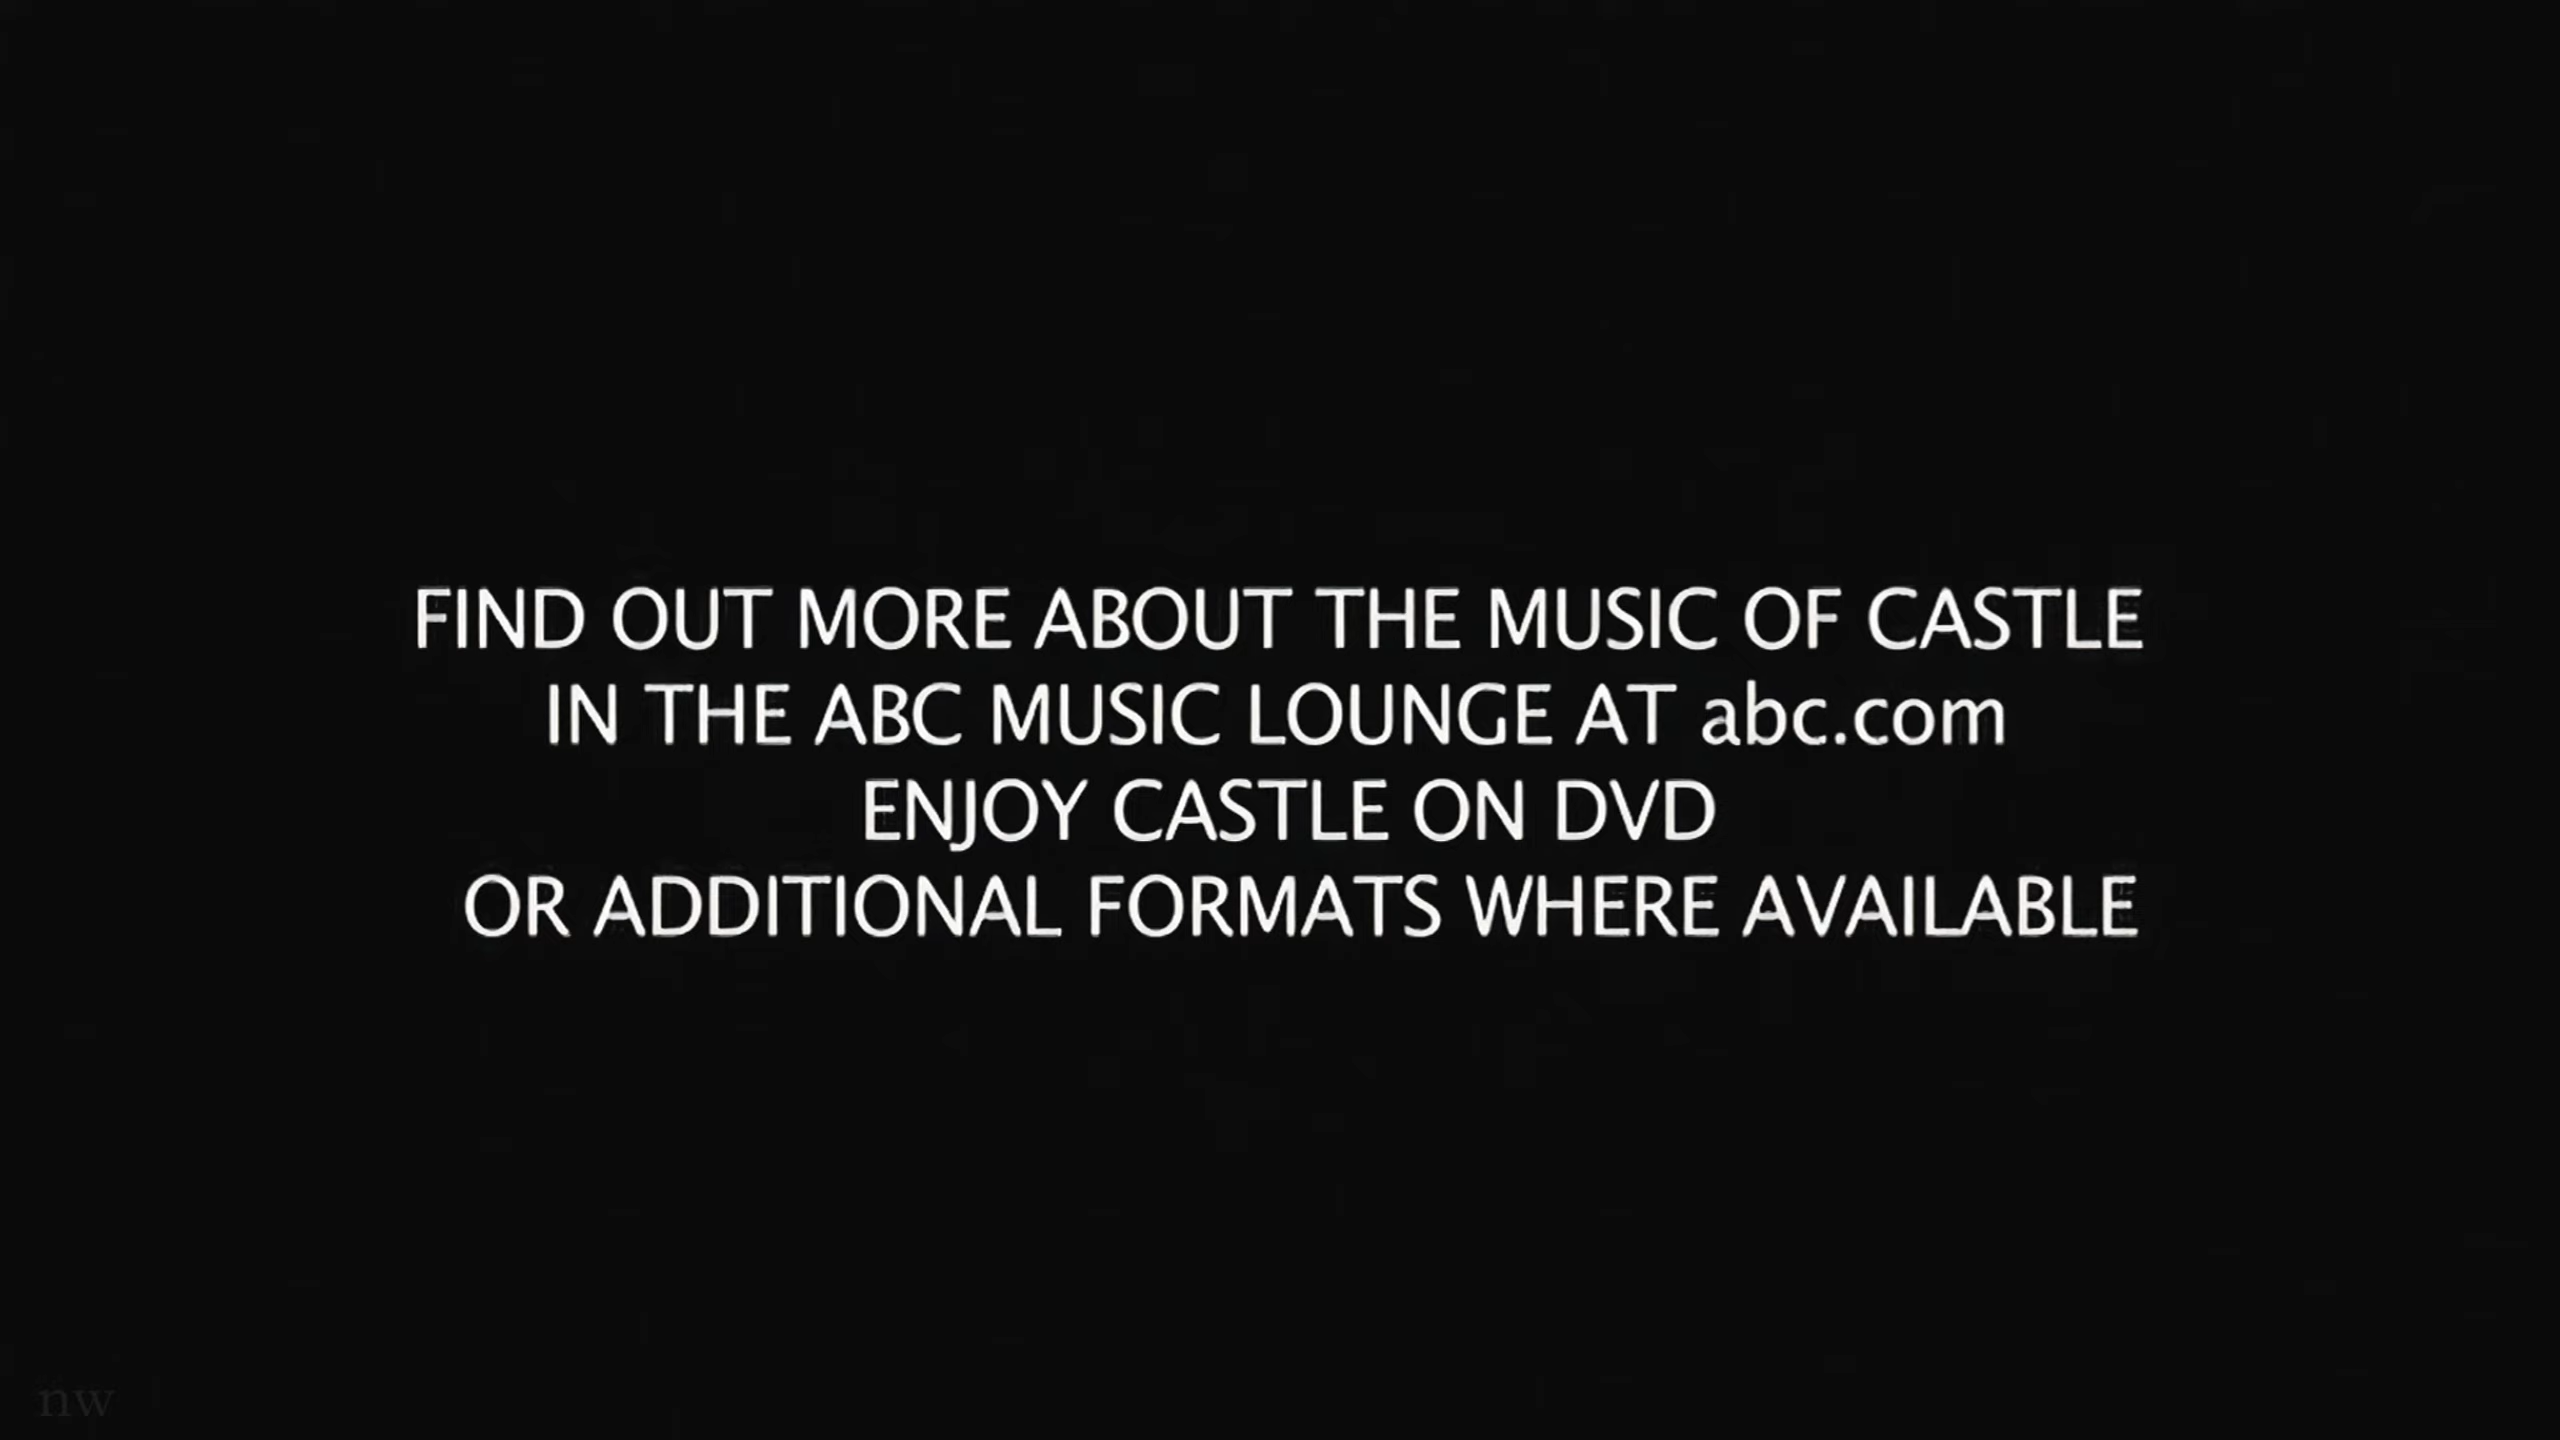 FIND OUT MORE ABOUT THE MUSIC OF CASTLE
IN THE ABC MUSIC LOUNGE AT abc.com
ENJOY CASTLE ON DVD
OR ADDITIONAL FORMATS WHERE AVAILABLE
nw